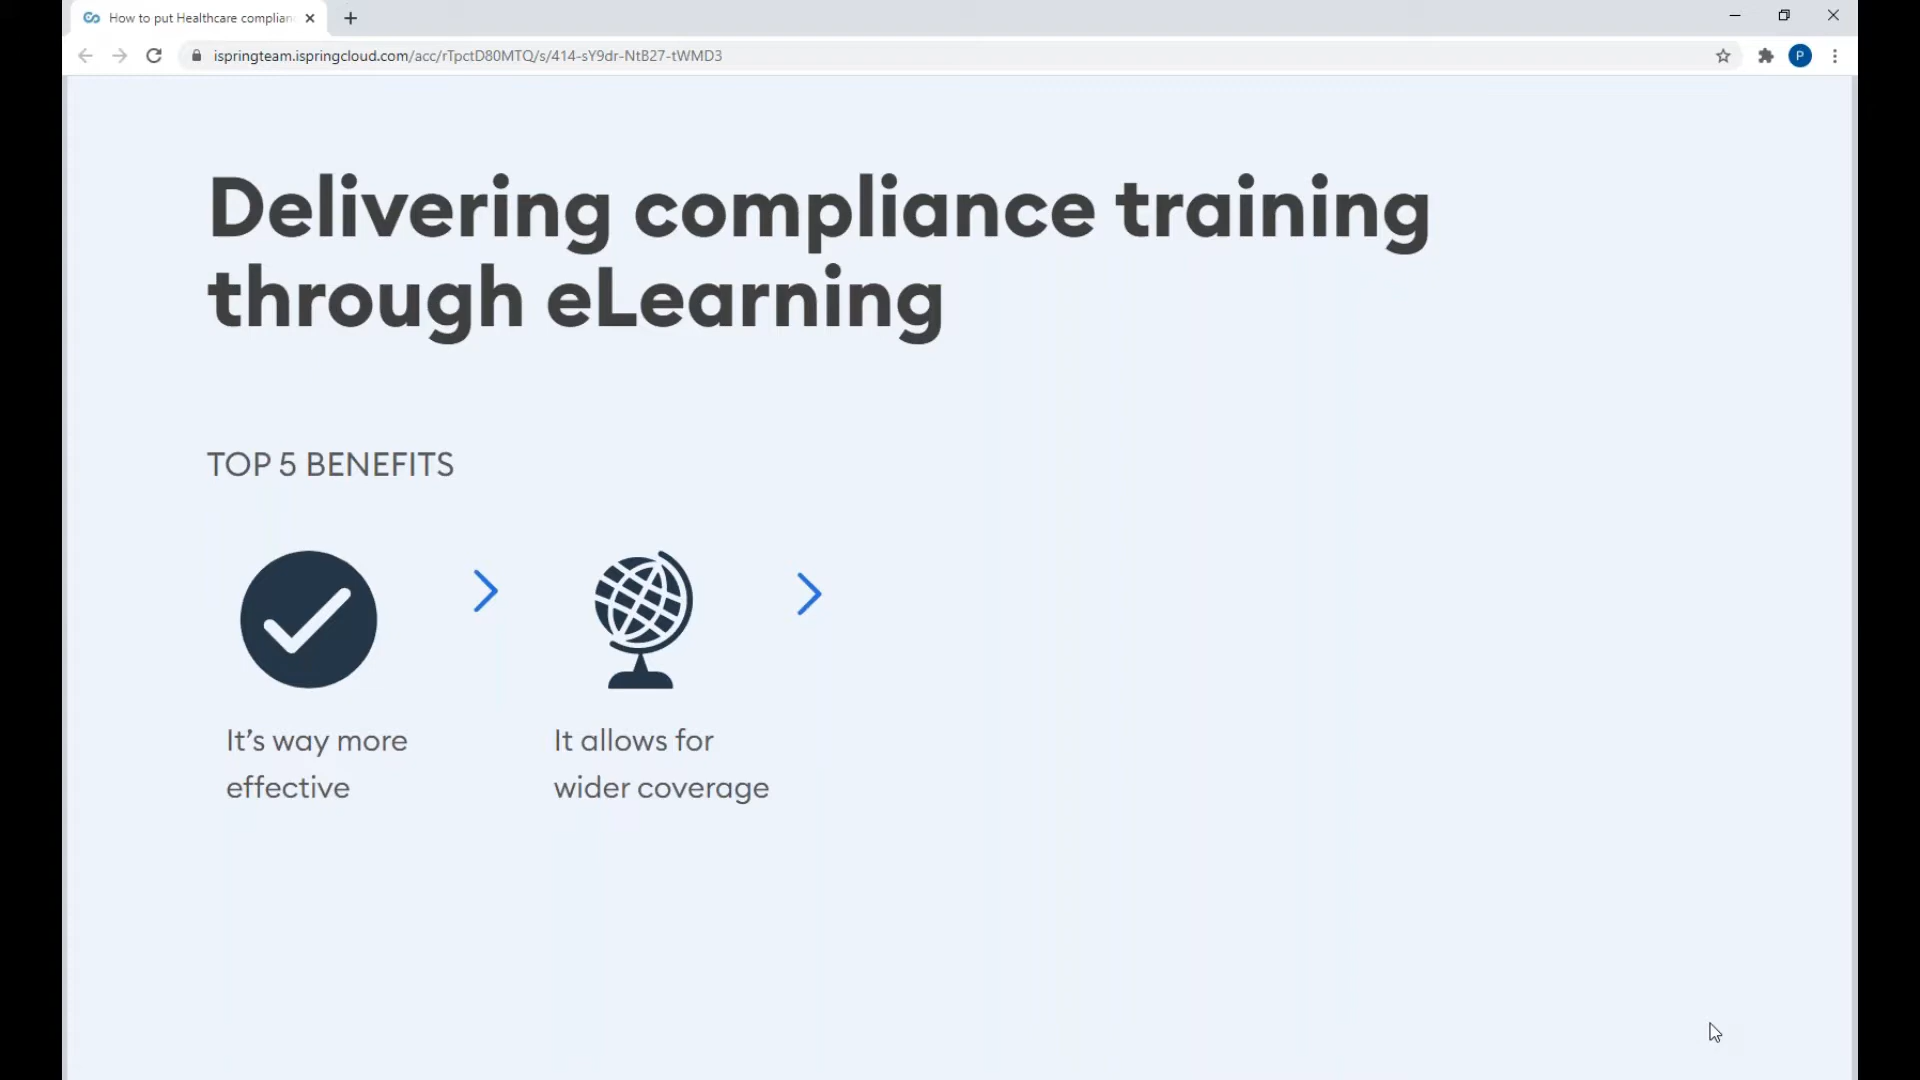 How to put Healthcare complian
ispringteam.ispringcloud.com/acc/rTpctD80MTQ/s/414-sY9dr-NtB27-tWMD3
P
Delivering compliance training
through eLearning
TOP 5 BENEFITS
It's way more
effective
It allows for
wider coverage